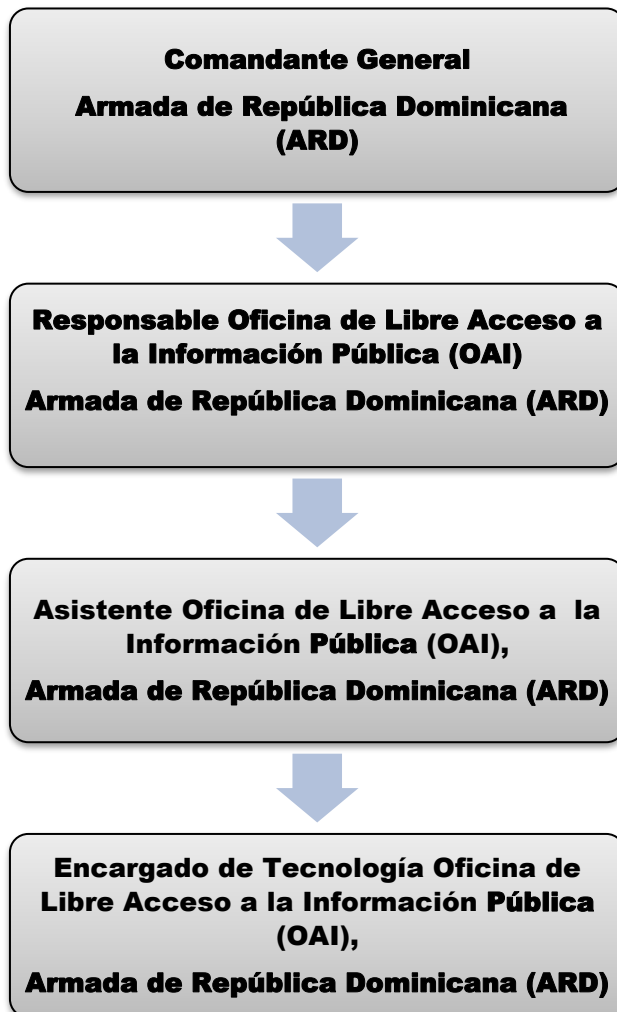 Comandante General
Armada de República Dominicana
(ARD)
Responsable Oficina de Libre Acceso a
la Información Pública (OAI)
Armada de República Dominicana (ARD)
Asistente Oficina de Libre Acceso a  la
Información Pública (OAI),
Armada de República Dominicana (ARD)
Encargado de Tecnología Oficina de
Libre Acceso a la Información Pública
(OAI),
Armada de República Dominicana (ARD)